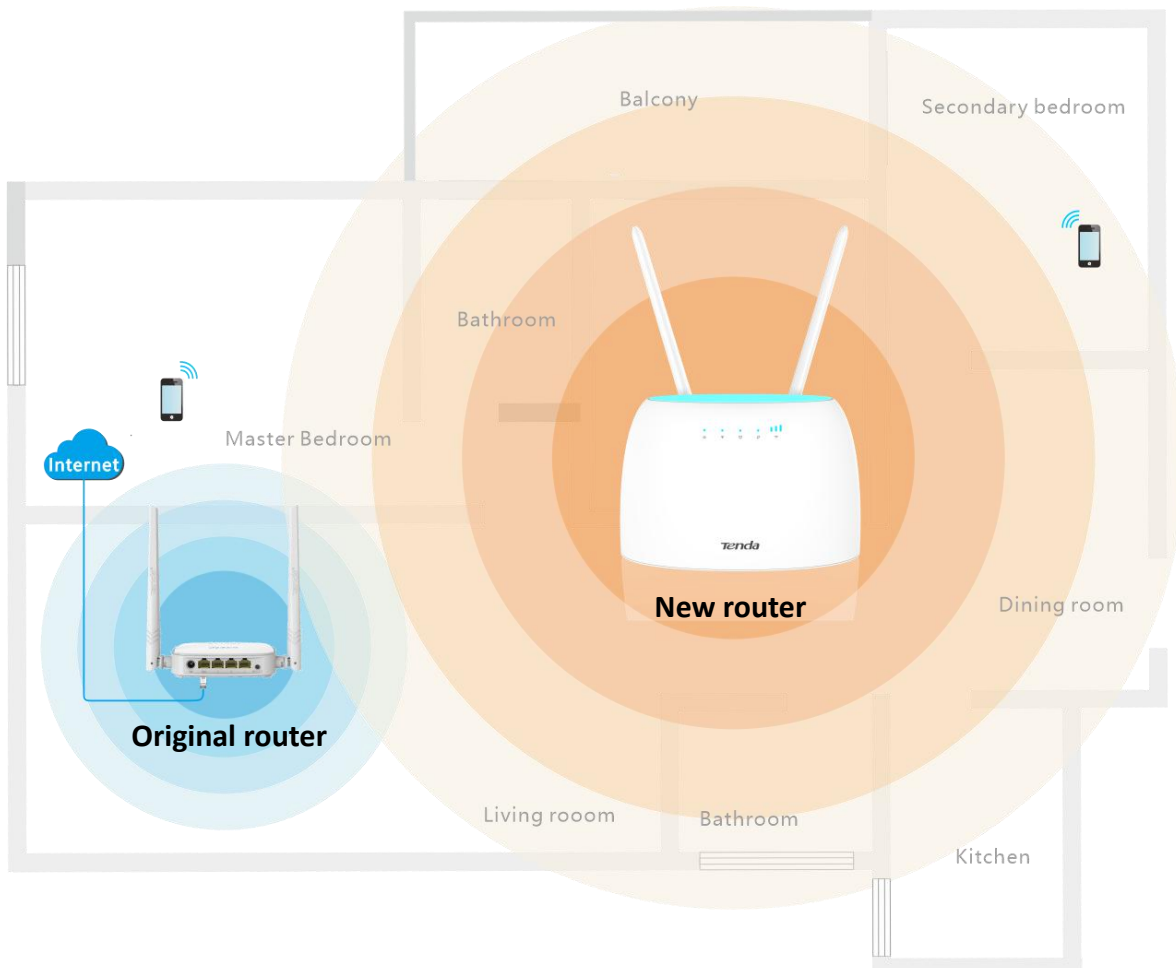 Balcony
Secondary bedroom
Bathroom
Master Bedroom
Internet
Tenda
New router
Dining room
Original router
Living rooom
Bathroom
Kitchen